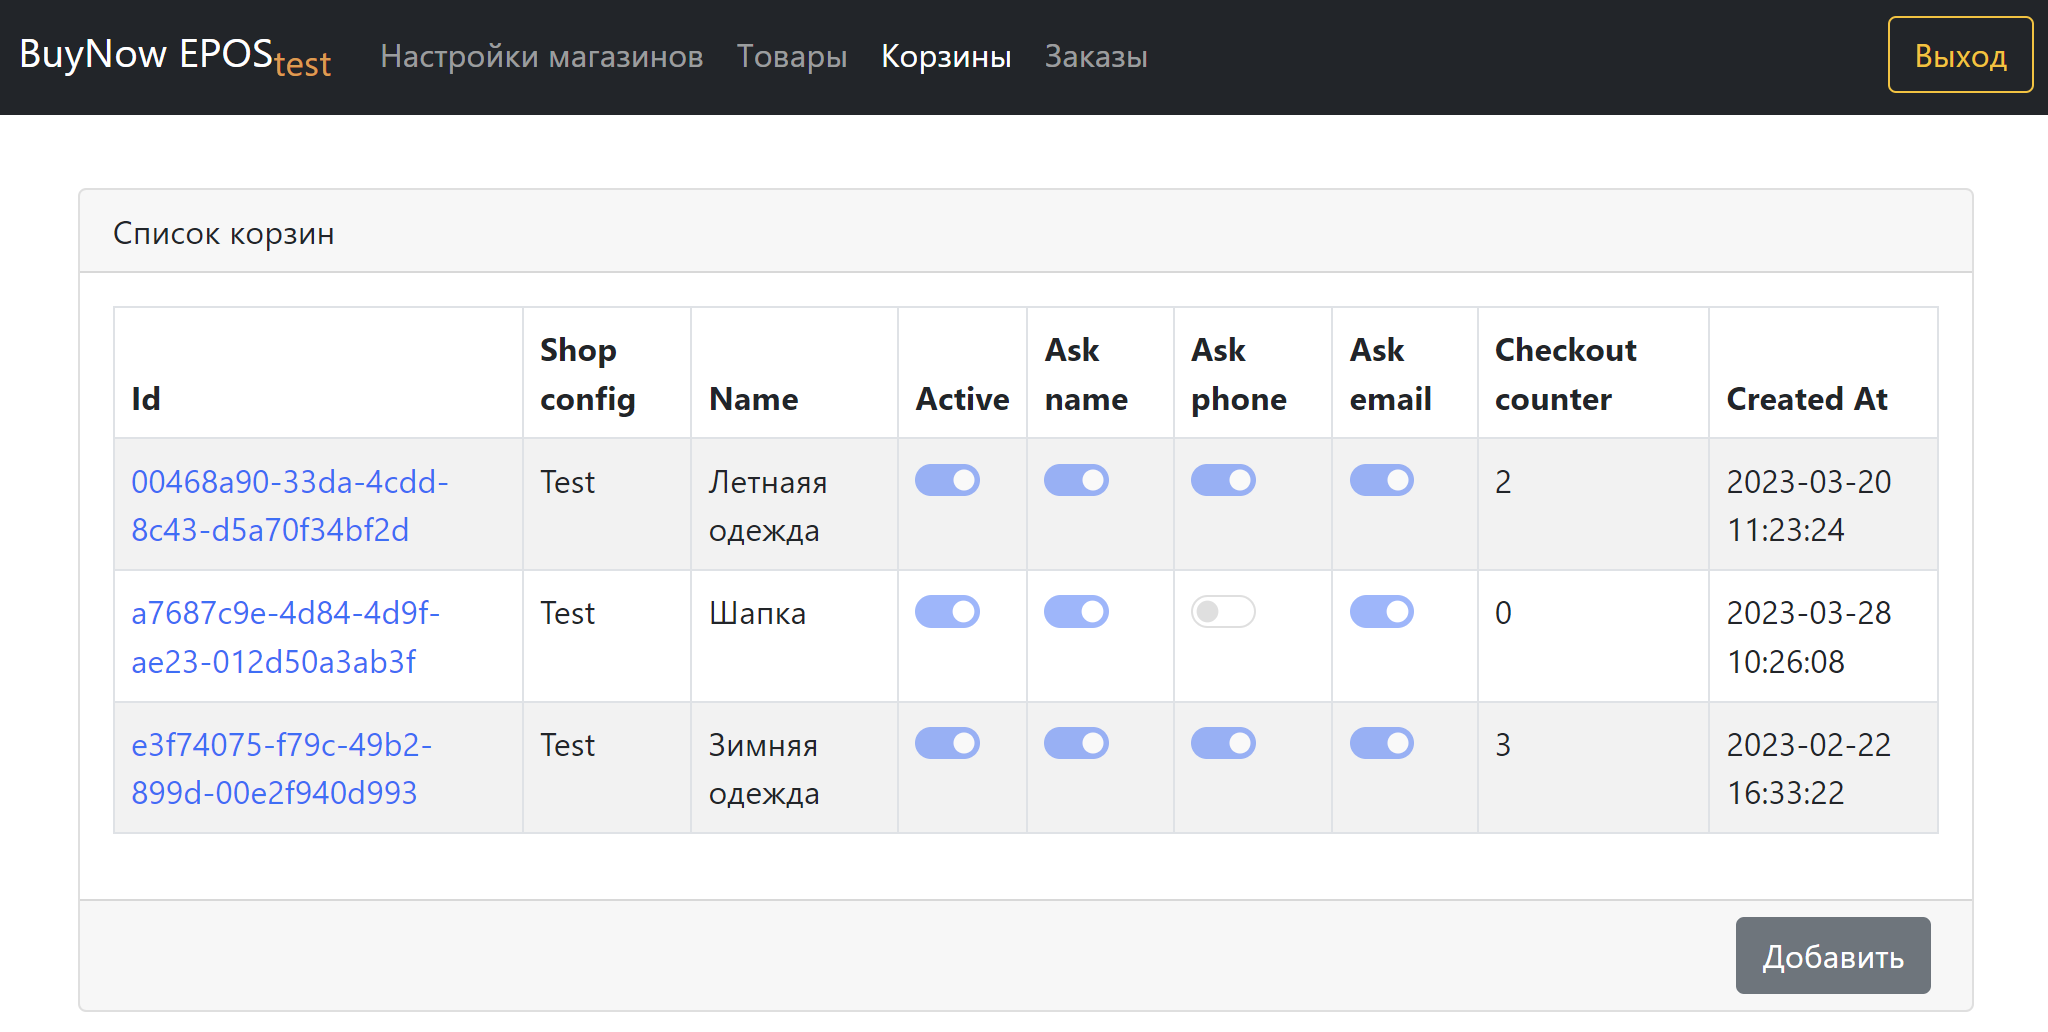 BuyNow EPOS test Настройки магазинов Товары Корзины Заказы Выход
Список корзин
Id Shop config Name Active Ask name Ask phone Ask email Checkout counter Created At
00468a90-33da-4cdd- Test Летнаяя 2 2023-03-20
8c43-d5a70f34bf2d одежда 11:23:24
a7687c9e-4d84-4d9f- Test Шапка 0 2023-03-28
ae23-012d50a3ab3f 10:26:08
e3f74075-f79c-49b2- Test Зимняя 3 2023-02-22
899d-00e2f940d993 одежда 16:33:22
Добавить